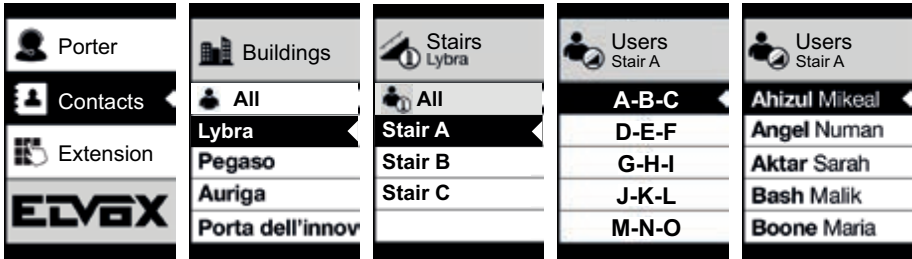 Porter
Contacts
Extension
ELVOX
Buildings
All
Lybra
Pegaso
Auriga
Porta dell'innov
Stairs
Lybra
All
Stair A
Stair B
Stair C
Users
Stair A
A-B-C
D-E-F
G-H-I
J-K-L
M-N-O
Users
Stair A
Ahizul Mikeal
Angel Numan
Aktar Sarah
Bash Malik
Boone Maria